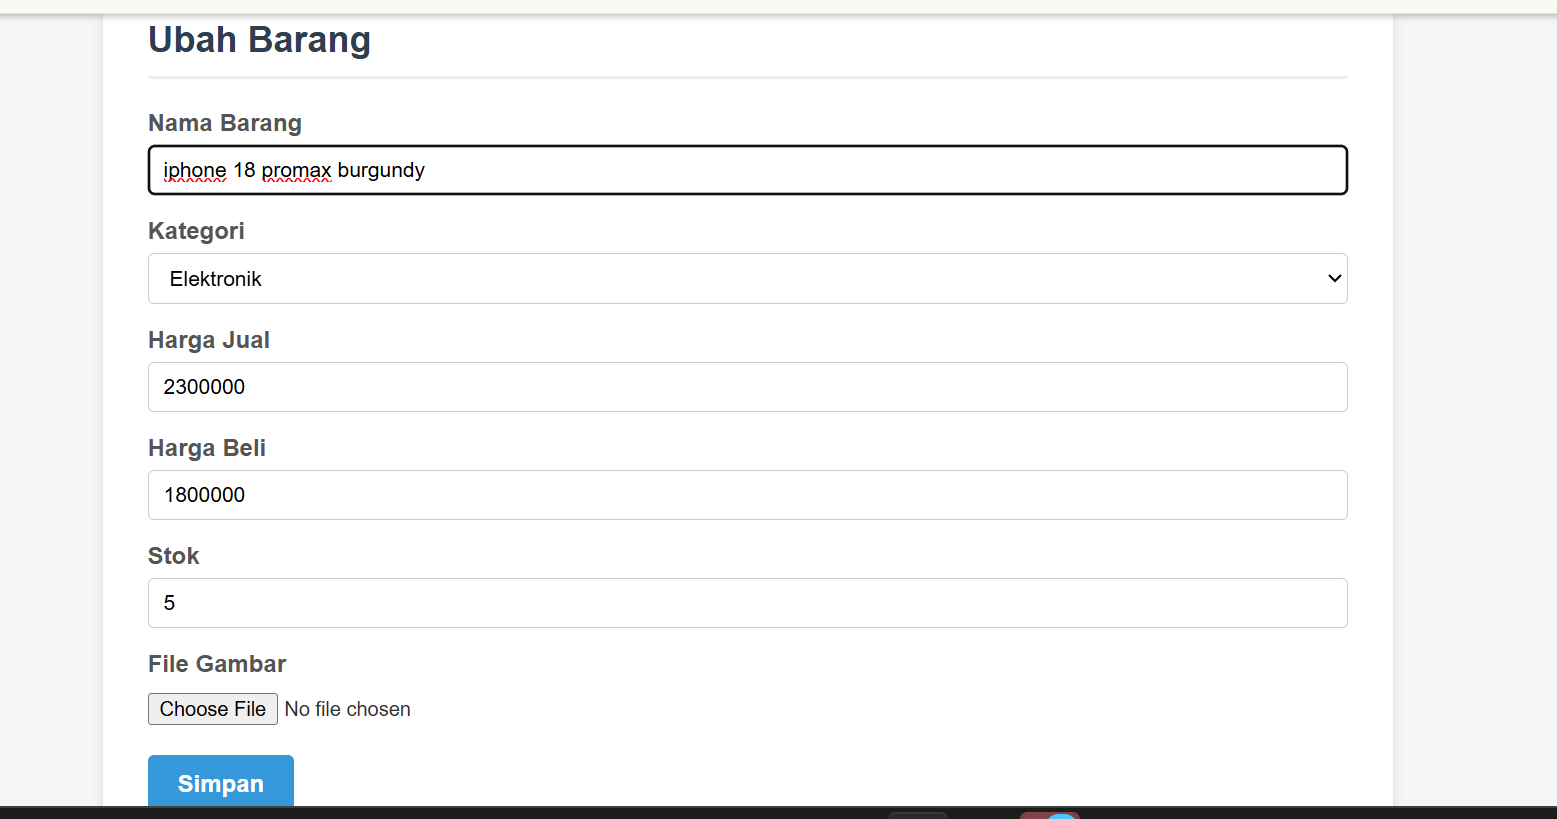 Ubah Barang
Nama Barang
iphone 18 promax burgundy
Kategori
Elektronik
Harga Jual
2300000
Harga Beli
1800000
Stok
5
File Gambar
Choose File No file chosen
Simpan